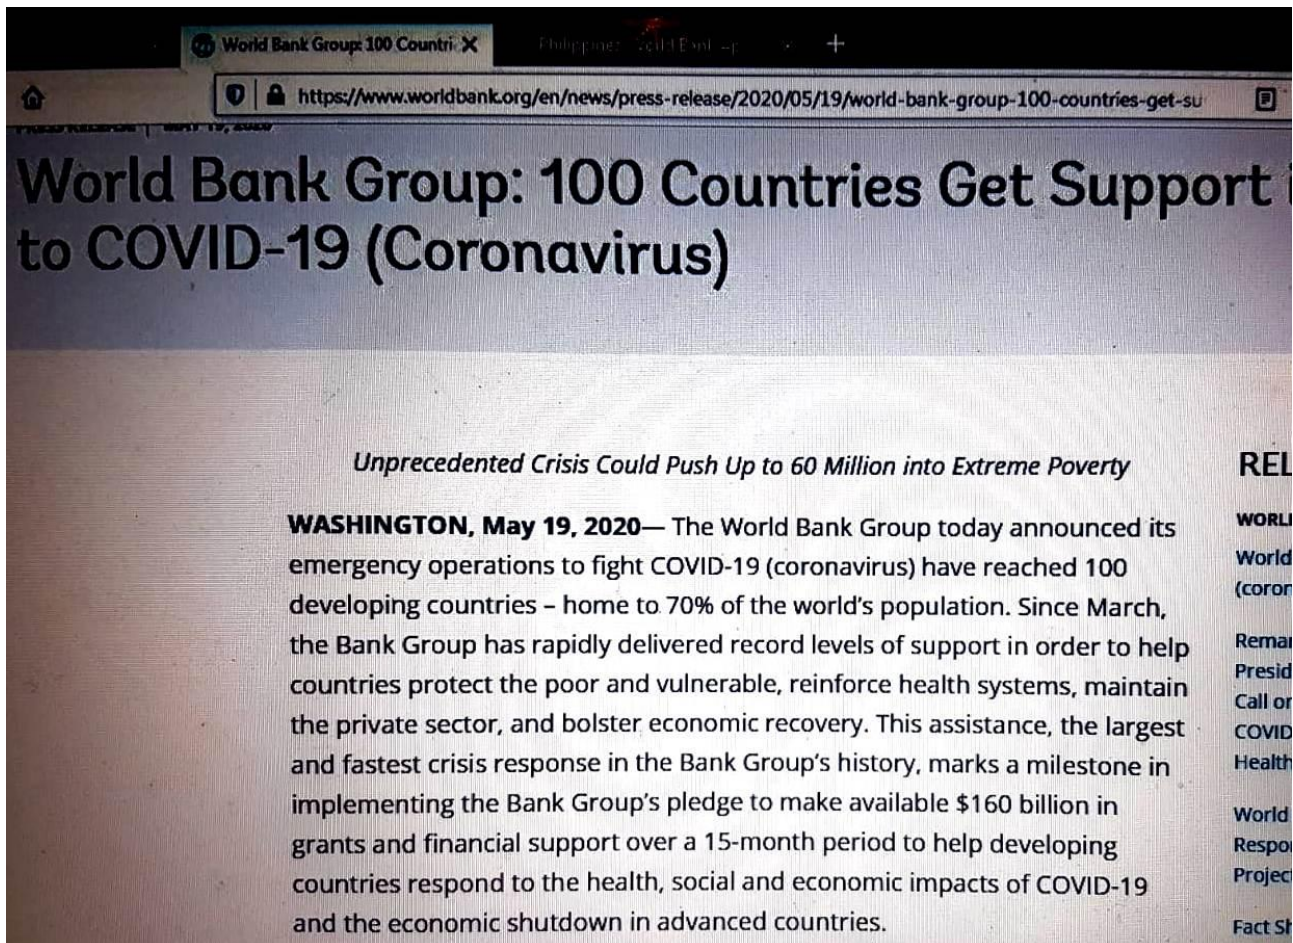 World Bank Group: 100 Countri
Philippines
https://www.worldbank.org/en/news/press-release/2020/05/19/world-bank-group-100-countries-get-su
PRESS RELEASE | MAY 19, 2020
World Bank Group: 100 Countries Get Support i
to COVID-19 (Coronavirus)
Unprecedented Crisis Could Push Up to 60 Million into Extreme Poverty
WASHINGTON, May 19, 2020— The World Bank Group today announced its
emergency operations to fight COVID-19 (coronavirus) have reached 100
developing countries – home to 70% of the world's population. Since March,
the Bank Group has rapidly delivered record levels of support in order to help
countries protect the poor and vulnerable, reinforce health systems, maintain
the private sector, and bolster economic recovery. This assistance, the largest
and fastest crisis response in the Bank Group's history, marks a milestone in
implementing the Bank Group's pledge to make available $160 billion in
grants and financial support over a 15-month period to help developing
countries respond to the health, social and economic impacts of COVID-19
and the economic shutdown in advanced countries.
REL
WORL
World
(coron
Remar
Presid
Call on
COVID
Health
World
Respo
Project
Fact Sh